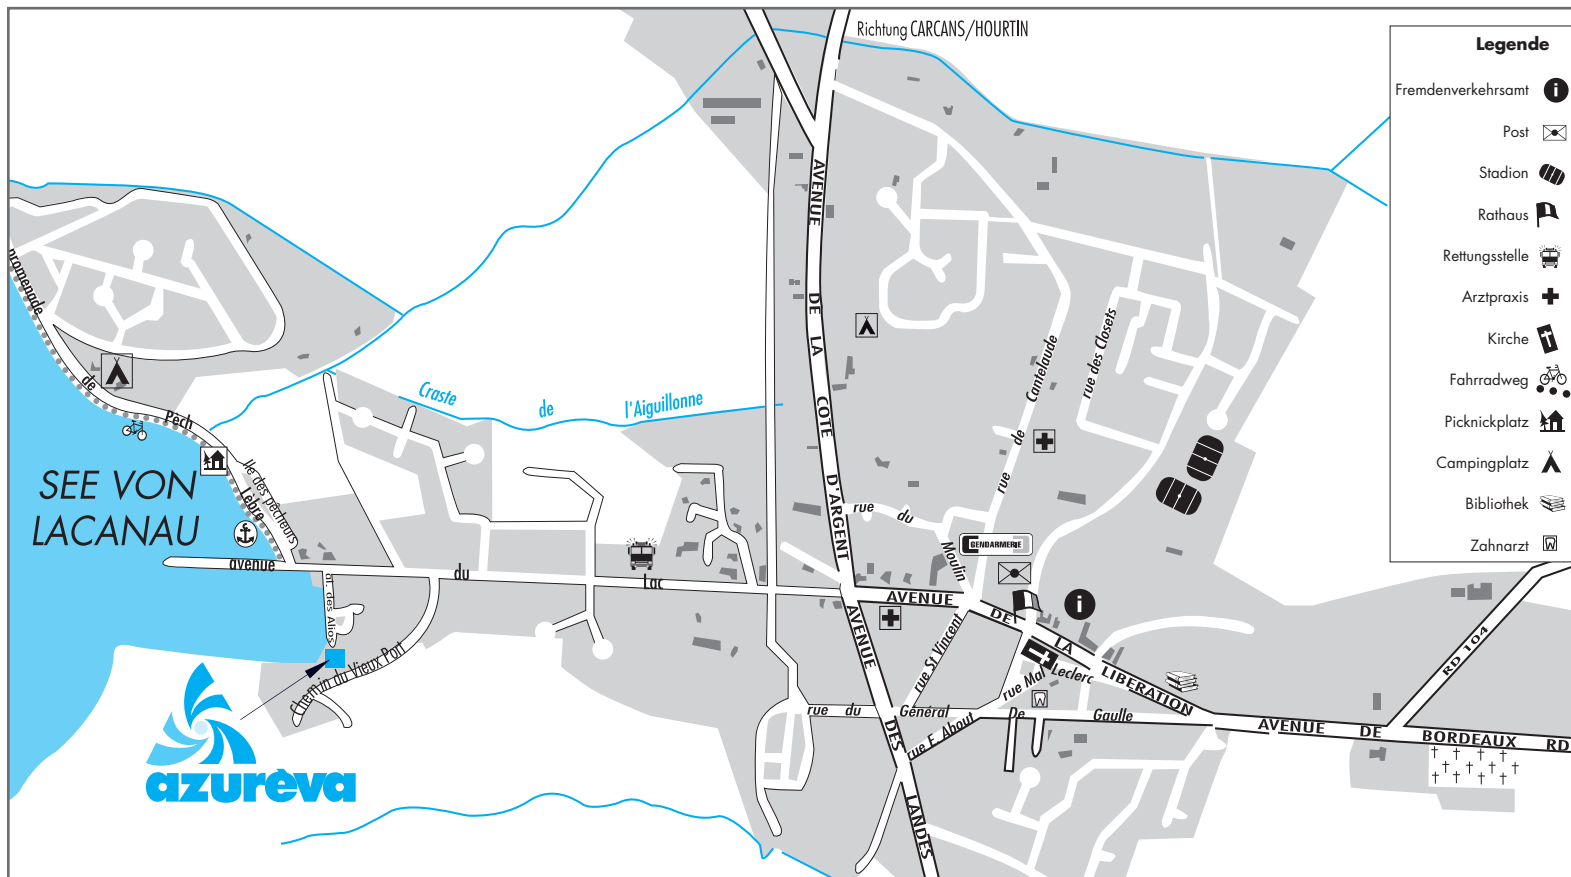 Richtung CARCANS/HOURTIN
Legende
Fremdenverkehrsamt
i
Post
Stadion
Rathaus
Rettungsstelle
Arztpraxis
Kirche
Fahrradweg
Picknickplatz
Campingplatz
Bibliothek
Zahnarzt
promenade
de
Pech
Lèbre
Ile des pêcheurs
SEE VON
LACANAU
Craste de l'Aiguillonne
AVENUE DE LA COTE D'ARGENT
rue de Cantelaude
rue des Closets
rue du Moulin
GENDARMERIE
avenue du Lac
al. des Alios
Chemin du Vieux Port
azurèva
AVENUE DE LA LIBERATION
i
AVENUE DES LANDES
rue St Vincent
rue Mal Leclerc
rue du Général De Gaulle
rue E. About
AVENUE DE BORDEAUX RD
RD 104